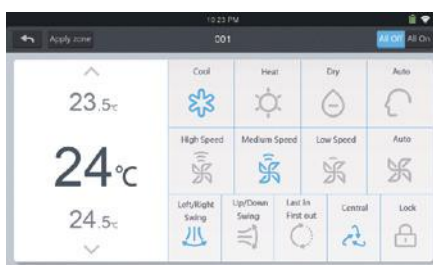 10:23 PM
Apply zone 001 All Off All On
23.5℃
24℃
24.5℃
Cool Heat Dry Auto
High Speed Medium Speed Low Speed Auto
Left/Right Swing Up/Down Swing Last In First out Central Lock